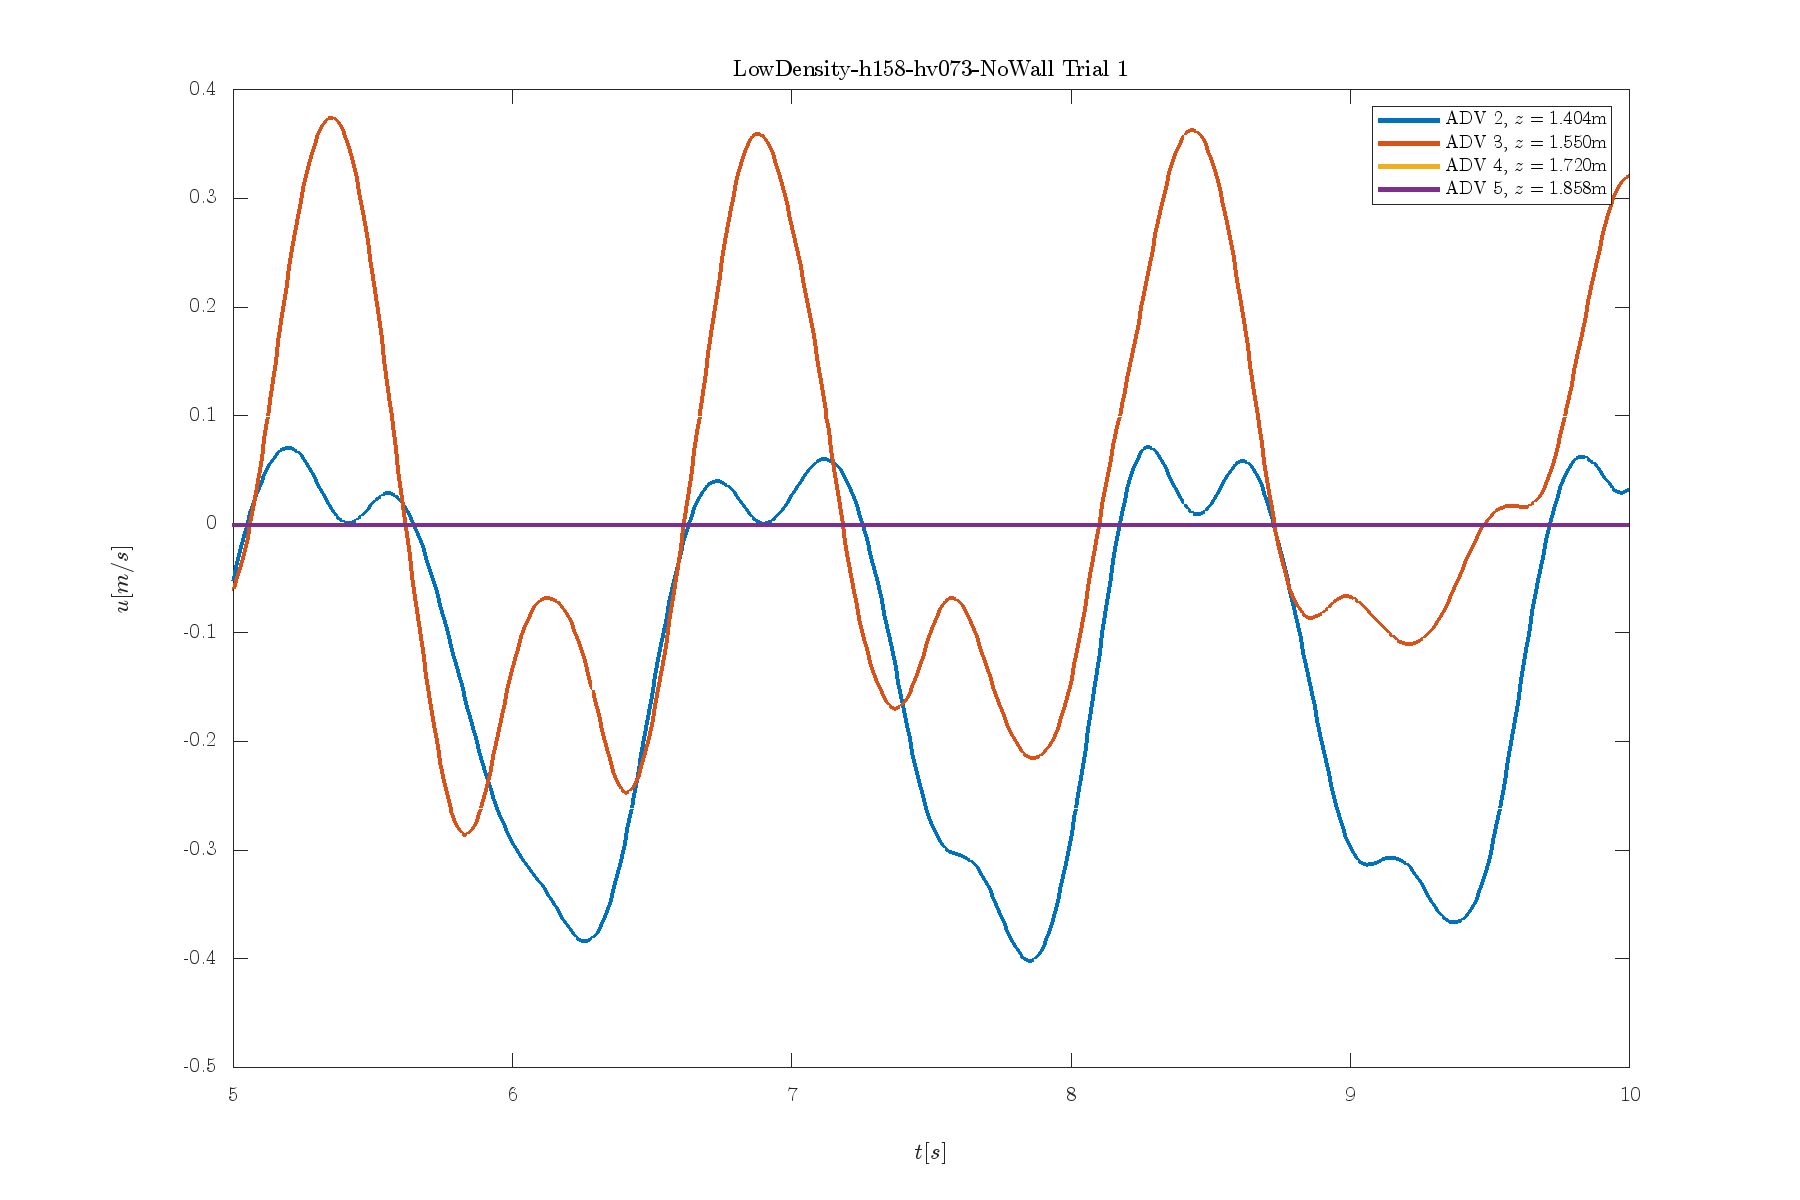 LowDensity-h158-hv073-NoWall Trial 1
ADV 2, z = 1.404m
ADV 3, z = 1.550m
ADV 4, z = 1.720m
ADV 5, z = 1.858m
0.4
0.3
0.2
0.1
0
-0.1
-0.2
-0.3
-0.4
-0.5
u[m/s]
5 6 7 8 9 10
t[s]